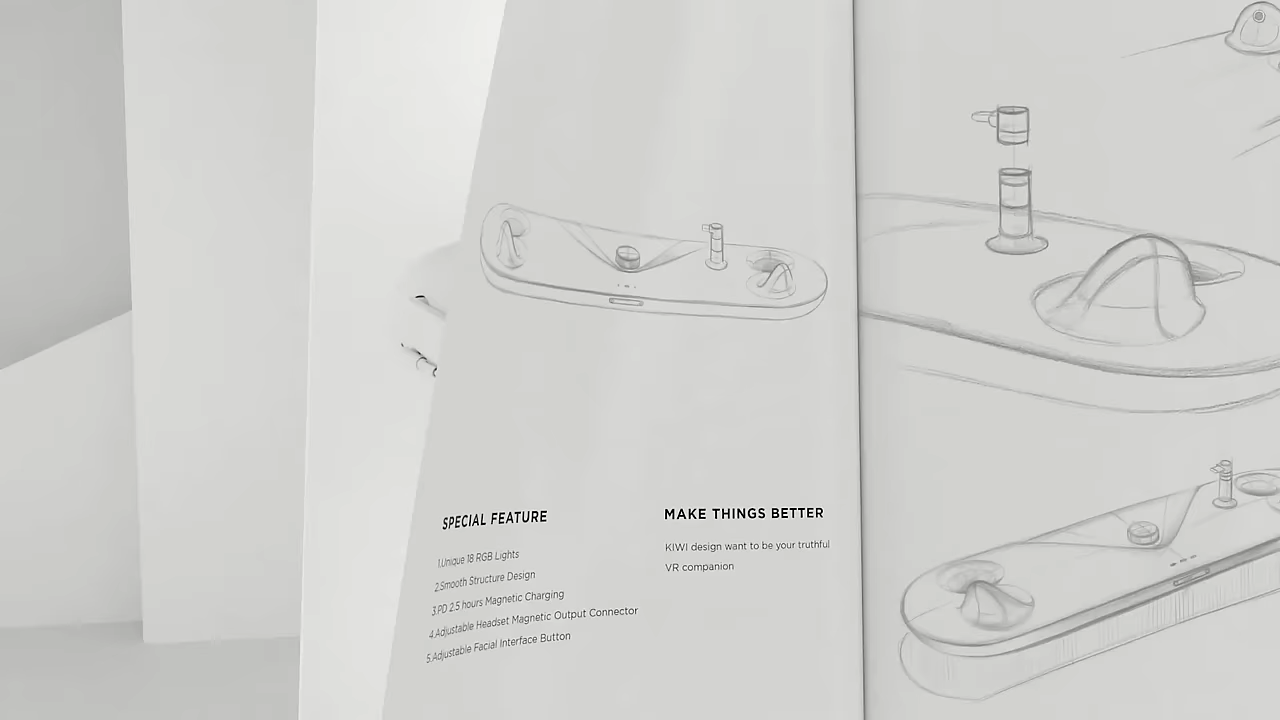 SPECIAL FEATURE
1.Unique 18 RGB Lights
2.Smooth Structure Design
3.PD 2.5 hours Magnetic Charging
4.Adjustable Headset Magnetic Output Connector
5.Adjustable Facial Interface Button
MAKE THINGS BETTER
KIWI design want to be your truthful
VR companion